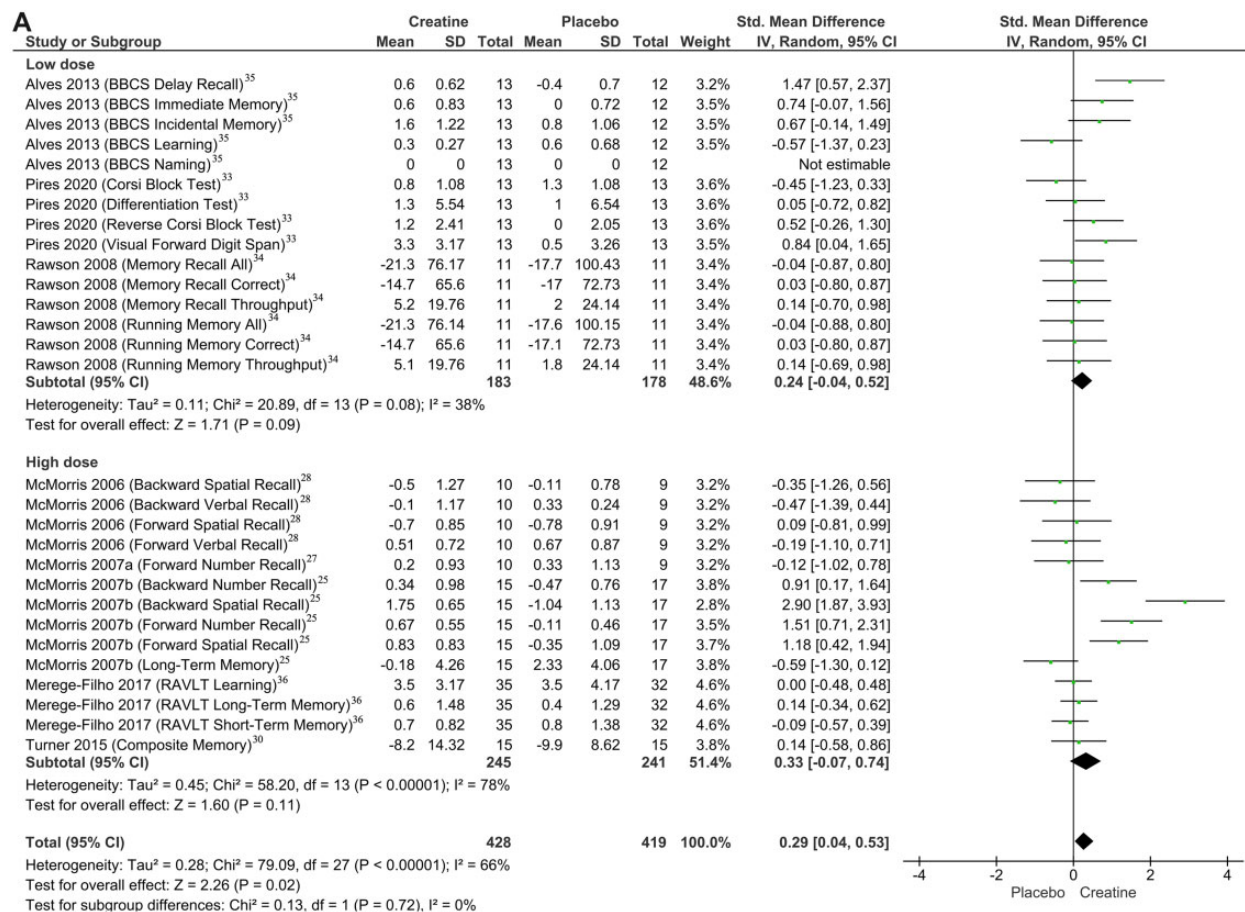 A
Creatine Placebo Std. Mean Difference Std. Mean Difference
Study or Subgroup Mean SD Total Mean SD Total Weight IV, Random, 95% CI IV, Random, 95% CI
Low dose
Alves 2013 (BBCS Delay Recall)35 0.6 0.62 13 -0.4 0.7 12 3.2% 1.47 [0.57, 2.37]
Alves 2013 (BBCS Immediate Memory)35 0.6 0.83 13 0 0.72 12 3.5% 0.74 [-0.07, 1.56]
Alves 2013 (BBCS Incidental Memory)35 1.6 1.22 13 0.8 1.06 12 3.5% 0.67 [-0.14, 1.49]
Alves 2013 (BBCS Learning)35 0.3 0.27 13 0.6 0.68 12 3.5% -0.57 [-1.37, 0.23]
Alves 2013 (BBCS Naming)35 0 0 13 0 0 12 Not estimable
Pires 2020 (Corsi Block Test)33 0.8 1.08 13 1.3 1.08 13 3.6% -0.45 [-1.23, 0.33]
Pires 2020 (Differentiation Test)33 1.3 5.54 13 1 6.54 13 3.6% 0.05 [-0.72, 0.82]
Pires 2020 (Reverse Corsi Block Test)33 1.2 2.41 13 0 2.05 13 3.6% 0.52 [-0.26, 1.30]
Pires 2020 (Visual Forward Digit Span)33 3.3 3.17 13 0.5 3.26 13 3.5% 0.84 [0.04, 1.65]
Rawson 2008 (Memory Recall All)34 -21.3 76.17 11 -17.7 100.43 11 3.4% -0.04 [-0.87, 0.80]
Rawson 2008 (Memory Recall Correct)34 -14.7 65.6 11 -17 72.73 11 3.4% 0.03 [-0.80, 0.87]
Rawson 2008 (Memory Recall Throughput)34 5.2 19.76 11 2 24.14 11 3.4% 0.14 [-0.70, 0.98]
Rawson 2008 (Running Memory All)34 -21.3 76.14 11 -17.6 100.15 11 3.4% -0.04 [-0.88, 0.80]
Rawson 2008 (Running Memory Correct)34 -14.7 65.6 11 -17.1 72.73 11 3.4% 0.03 [-0.80, 0.87]
Rawson 2008 (Running Memory Throughput)34 5.1 19.76 11 1.8 24.14 11 3.4% 0.14 [-0.69, 0.98]
Subtotal (95% CI) 183 178 48.6% 0.24 [-0.04, 0.52]
Heterogeneity: Tau² = 0.11; Chi² = 20.89, df = 13 (P = 0.08); I² = 38%
Test for overall effect: Z = 1.71 (P = 0.09)
High dose
McMorris 2006 (Backward Spatial Recall)28 -0.5 1.27 10 -0.11 0.78 9 3.2% -0.35 [-1.26, 0.56]
McMorris 2006 (Backward Verbal Recall)28 -0.1 1.17 10 0.33 0.24 9 3.2% -0.47 [-1.39, 0.44]
McMorris 2006 (Forward Spatial Recall)28 -0.7 0.85 10 -0.78 0.91 9 3.2% 0.09 [-0.81, 0.99]
McMorris 2006 (Forward Verbal Recall)28 0.51 0.72 10 0.67 0.87 9 3.2% -0.19 [-1.10, 0.71]
McMorris 2007a (Forward Number Recall)27 0.2 0.93 10 0.33 1.13 9 3.2% -0.12 [-1.02, 0.78]
McMorris 2007b (Backward Number Recall)25 0.34 0.98 15 -0.47 0.76 17 3.8% 0.91 [0.17, 1.64]
McMorris 2007b (Backward Spatial Recall)25 1.75 0.65 15 -1.04 1.13 17 2.8% 2.90 [1.87, 3.93]
McMorris 2007b (Forward Number Recall)25 0.67 0.55 15 -0.11 0.46 17 3.5% 1.51 [0.71, 2.31]
McMorris 2007b (Forward Spatial Recall)25 0.83 0.83 15 -0.35 1.09 17 3.7% 1.18 [0.42, 1.94]
McMorris 2007b (Long-Term Memory)25 -0.18 4.26 15 2.33 4.06 17 3.8% -0.59 [-1.30, 0.12]
Merege-Filho 2017 (RAVLT Learning)36 3.5 3.17 35 3.5 4.17 32 4.6% 0.00 [-0.48, 0.48]
Merege-Filho 2017 (RAVLT Long-Term Memory)36 0.6 1.48 35 0.4 1.29 32 4.6% 0.14 [-0.34, 0.62]
Merege-Filho 2017 (RAVLT Short-Term Memory)36 0.7 0.82 35 0.8 1.38 32 4.6% -0.09 [-0.57, 0.39]
Turner 2015 (Composite Memory)30 -8.2 14.32 15 -9.9 8.62 15 3.8% 0.14 [-0.58, 0.86]
Subtotal (95% CI) 245 241 51.4% 0.33 [-0.07, 0.74]
Heterogeneity: Tau² = 0.45; Chi² = 58.20, df = 13 (P < 0.00001); I² = 78%
Test for overall effect: Z = 1.60 (P = 0.11)
Total (95% CI) 428 419 100.0% 0.29 [0.04, 0.53]
Heterogeneity: Tau² = 0.28; Chi² = 79.09, df = 27 (P < 0.00001); I² = 66%
Test for overall effect: Z = 2.26 (P = 0.02)
Test for subgroup differences: Chi² = 0.13, df = 1 (P = 0.72), I² = 0%
-4 -2 0 2 4
Placebo Creatine